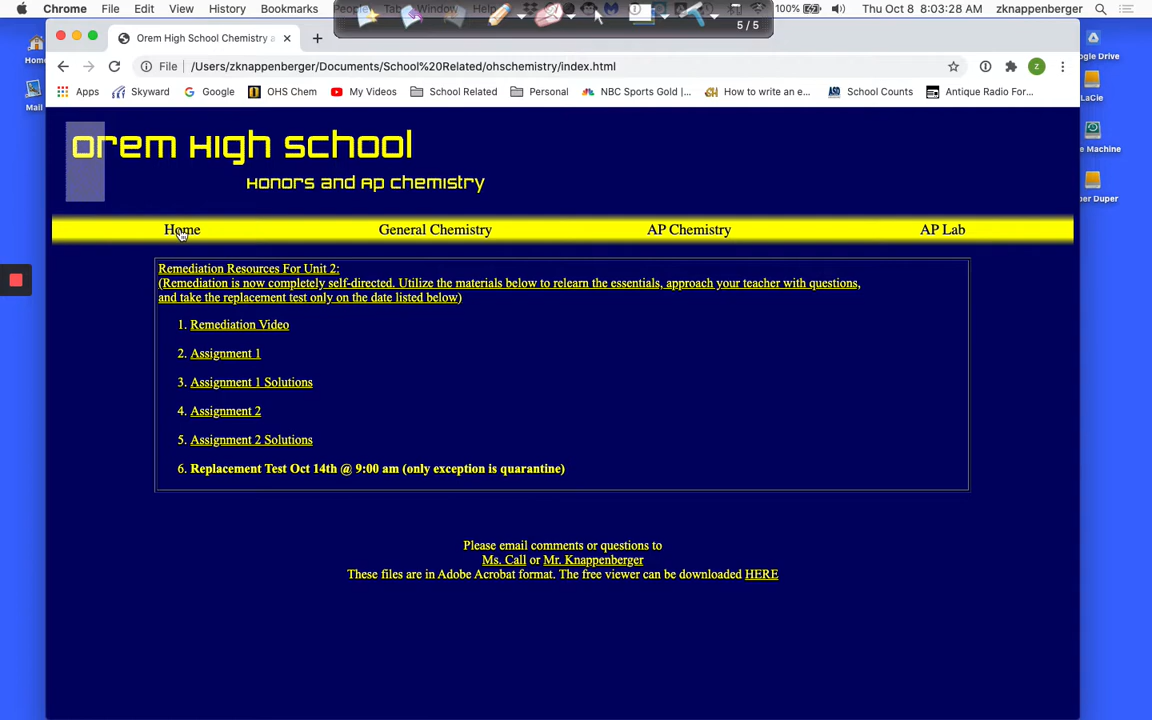 Chrome File Edit View History Bookmarks People Tab Window Help 100% Thu Oct 8 8:03:28 AM zknappenberger
5/5
Orem High School Chemistry a
File /Users/zknappenberger/Documents/School%20Related/ohschemistry/index.html
Apps Skyward Google OHS Chem My Videos School Related Personal NBC Sports Gold |... How to write an e... School Counts Antique Radio For...
Home
Mail
ogle Drive
LaCie
e Machine
per Duper
Orem High School
Honors and AP Chemistry
Home General Chemistry AP Chemistry AP Lab
Remediation Resources For Unit 2:
(Remediation is now completely self-directed. Utilize the materials below to relearn the essentials, approach your teacher with questions,
and take the replacement test only on the date listed below)
1. Remediation Video
2. Assignment 1
3. Assignment 1 Solutions
4. Assignment 2
5. Assignment 2 Solutions
6. Replacement Test Oct 14th @ 9:00 am (only exception is quarantine)
Please email comments or questions to
Ms. Call or Mr. Knappenberger
These files are in Adobe Acrobat format. The free viewer can be downloaded HERE